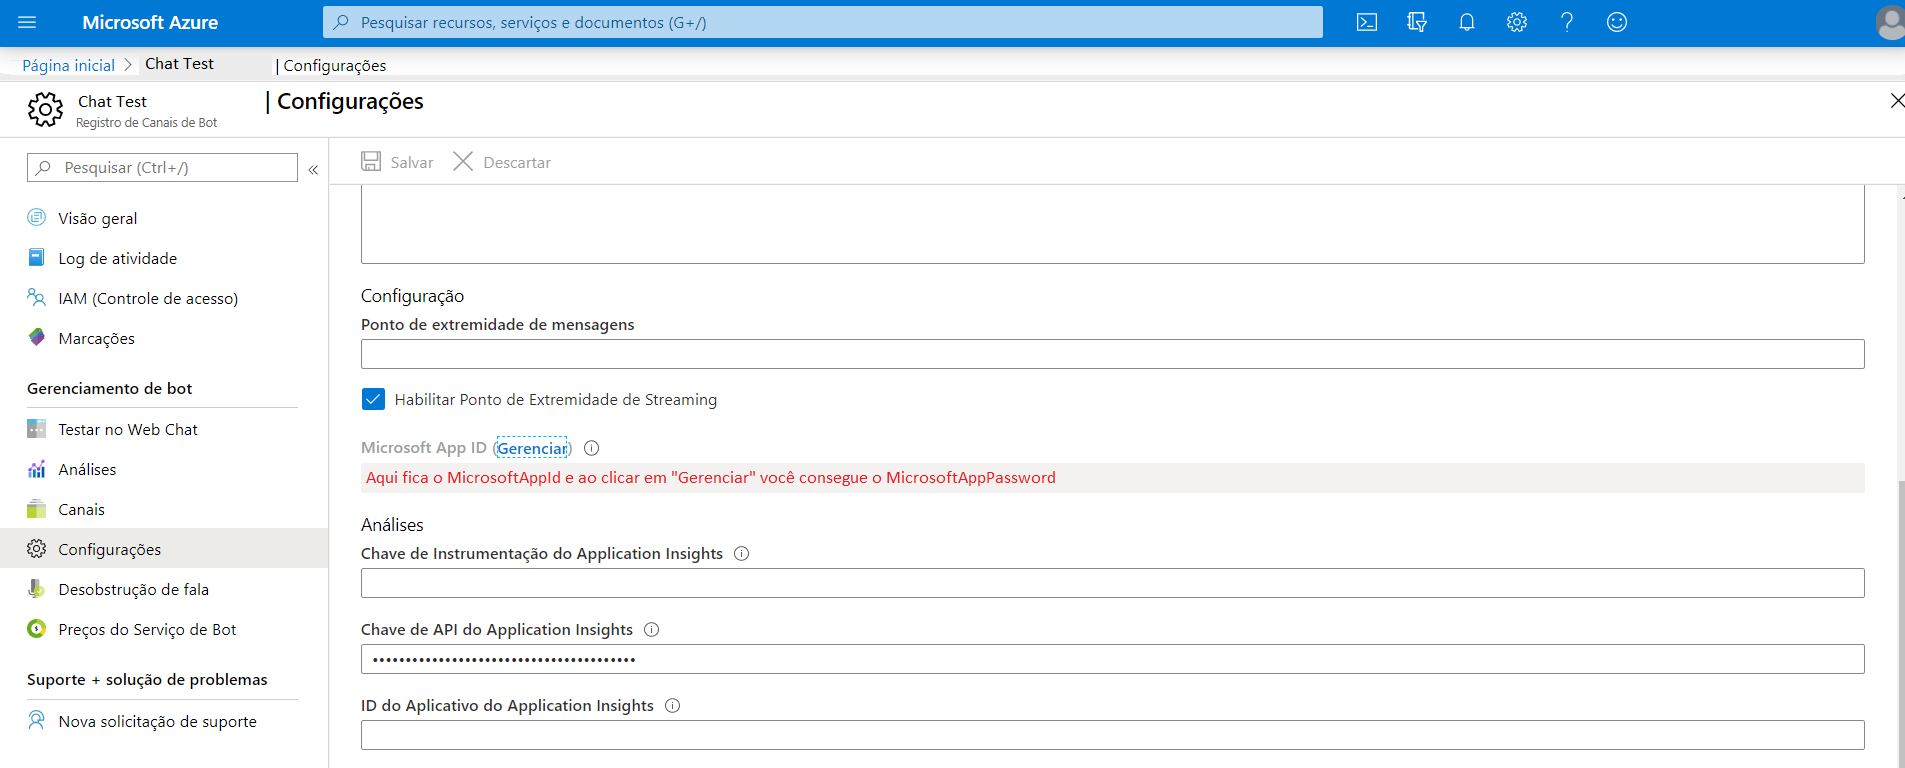 Microsoft Azure
Pesquisar recursos, serviços e documentos (G+/)
Página inicial > Chat Test | Configurações
Chat Test | Configurações
Registro de Canais de Bot
Pesquisar (Ctrl+/)
«
Visão geral
Log de atividade
IAM (Controle de acesso)
Marcações
Gerenciamento de bot
Testar no Web Chat
Análises
Canais
Configurações
Desobstrução de fala
Preços do Serviço de Bot
Suporte + solução de problemas
Nova solicitação de suporte
Salvar Descartar
Configuração
Ponto de extremidade de mensagens
Habilitar Ponto de Extremidade de Streaming
Microsoft App ID (Gerenciar)
Aqui fica o MicrosoftAppId e ao clicar em "Gerenciar" você consegue o MicrosoftAppPassword
Análises
Chave de Instrumentação do Application Insights
Chave de API do Application Insights
••••••••••••••••••••••••••••••••••••••••
ID do Aplicativo do Application Insights